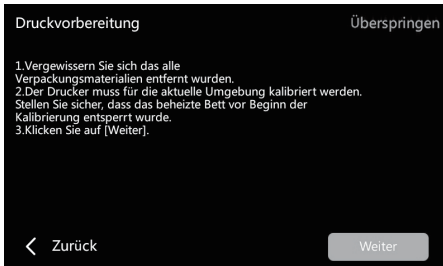 Druckvorbereitung
Überspringen
1.Vergewissern Sie sich das alle
Verpackungsmaterialien entfernt wurden.
2.Der Drucker muss für die aktuelle Umgebung kalibriert werden.
Stellen Sie sicher, dass das beheizte Bett vor Beginn der
Kalibrierung entsperrt wurde.
3.Klicken Sie auf [Weiter].
Zurück
Weiter